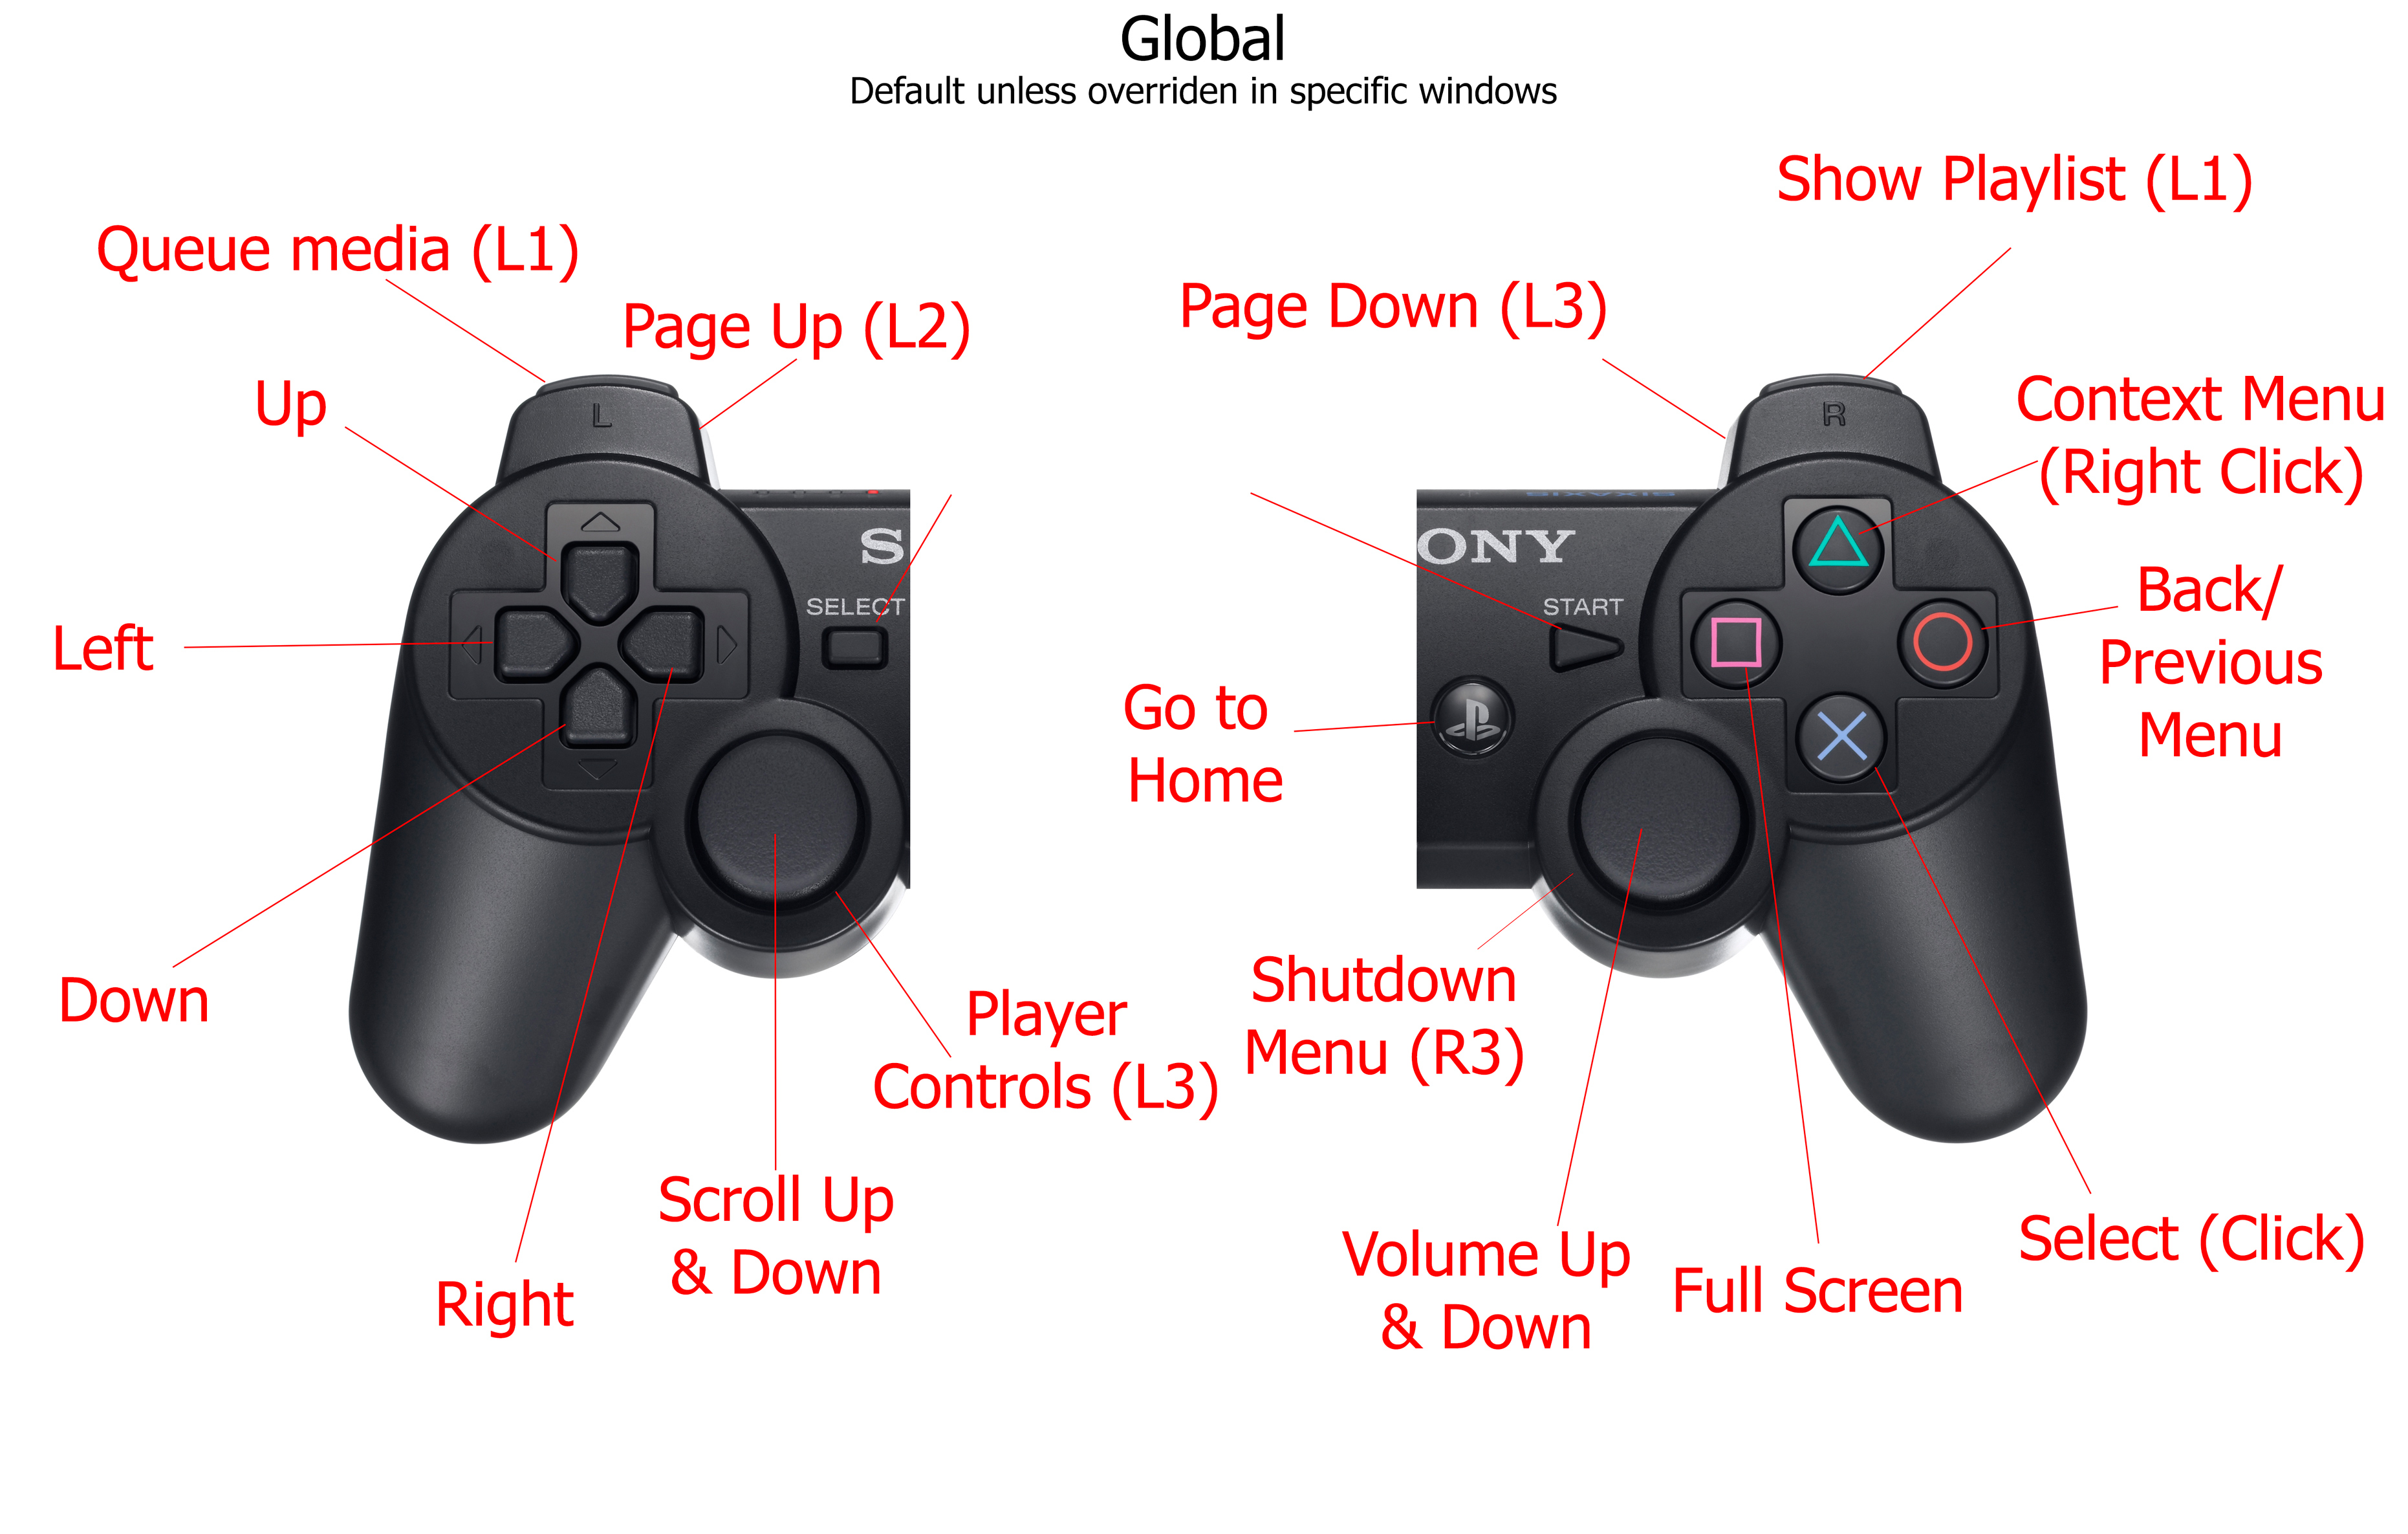 Global
Default unless overriden in specific windows
Show Playlist (L1)
Queue media (L1)
Page Up (L2)
Page Down (L3)
Up
Context Menu
(Right Click)
L
R
SIXAXIS
S
ONY
SELECT
START
Left
Back/
Previous
Menu
Go to
Home
Down
Player
Controls (L3)
Shutdown
Menu (R3)
Scroll Up
& Down
Right
Volume Up
& Down
Full Screen
Select (Click)